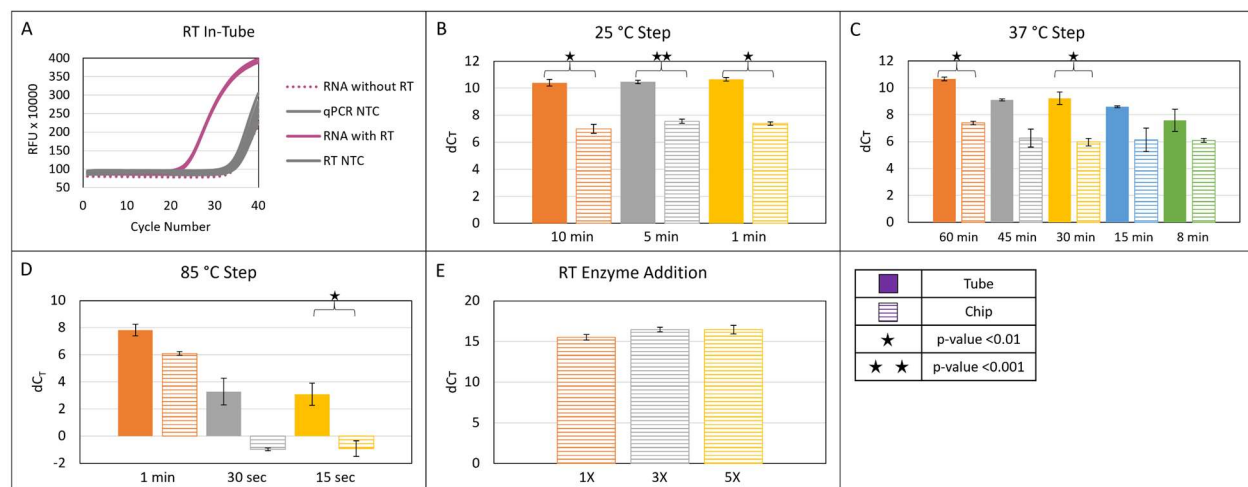 A
RT In-Tube
400
350
300
250
200
150
100
50
RFU x 10000
0 10 20 30 40
Cycle Number
RNA without RT
qPCR NTC
RNA with RT
RT NTC
B
25 °C Step
14
12
10
8
6
4
2
0
dCT
★ ★★ ★
10 min 5 min 1 min
C
37 °C Step
12
10
8
6
4
2
0
dCT
★ ★
60 min 45 min 30 min 15 min 8 min
D
85 °C Step
10
8
6
4
2
0
-2
dCT
★
1 min 30 sec 15 sec
E
RT Enzyme Addition
20
15
10
5
0
dCT
1X 3X 5X
Tube
Chip
★ p-value <0.01
★ ★ p-value <0.001